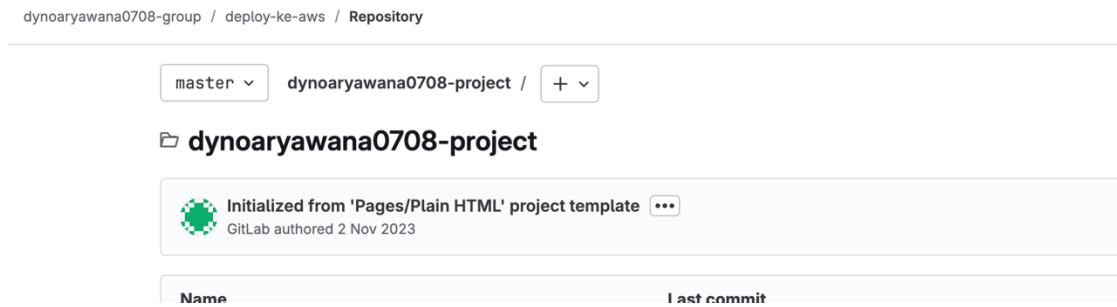 dynoaryawana0708-group / deploy-ke-aws / Repository
master dynoaryawana0708-project / +
dynoaryawana0708-project
Initialized from 'Pages/Plain HTML' project template •••
GitLab authored 2 Nov 2023
Name Last commit